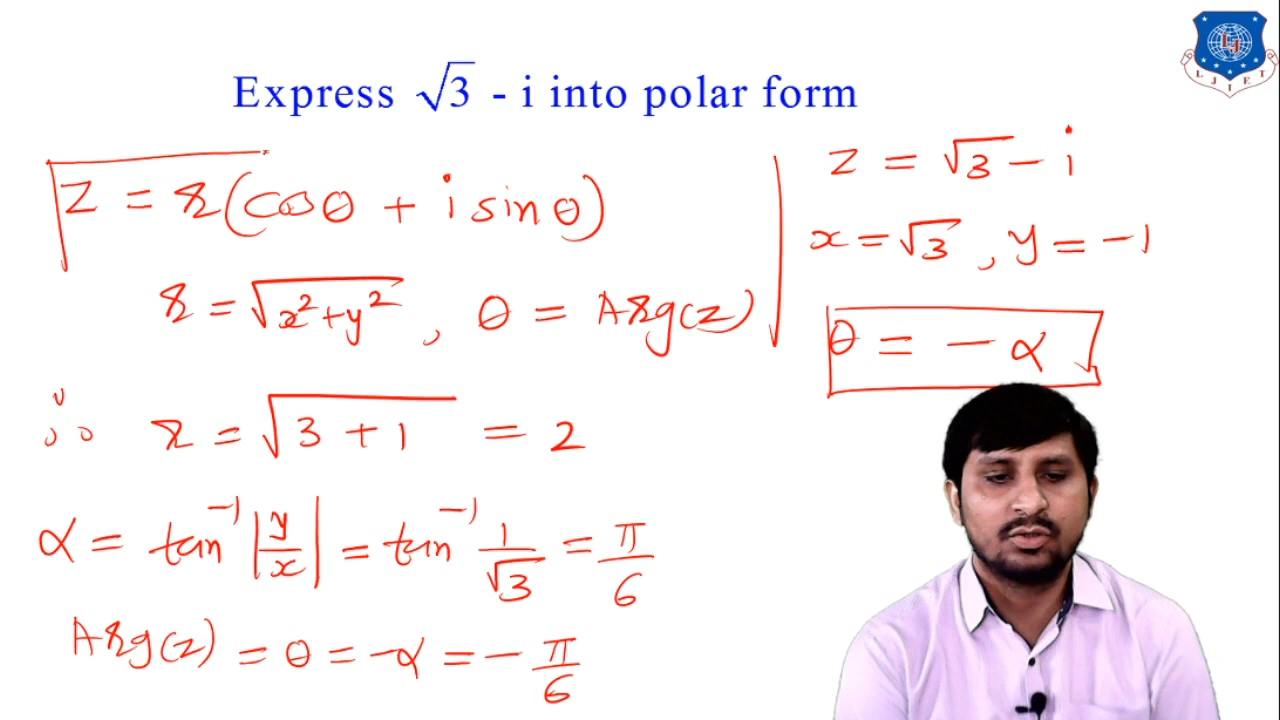 Express √3 - i into polar form
z = r(cosθ + i sinθ)
r = √(x² + y²) , θ = Arg(z)
z = √3 - i
x = √3 , y = -1
θ = -α
∴ r = √(3 + 1) = 2
α = tan⁻¹ |y/x| = tan⁻¹ 1/√3 = π/6
Arg(z) = θ = -α = - π/6
LJIET